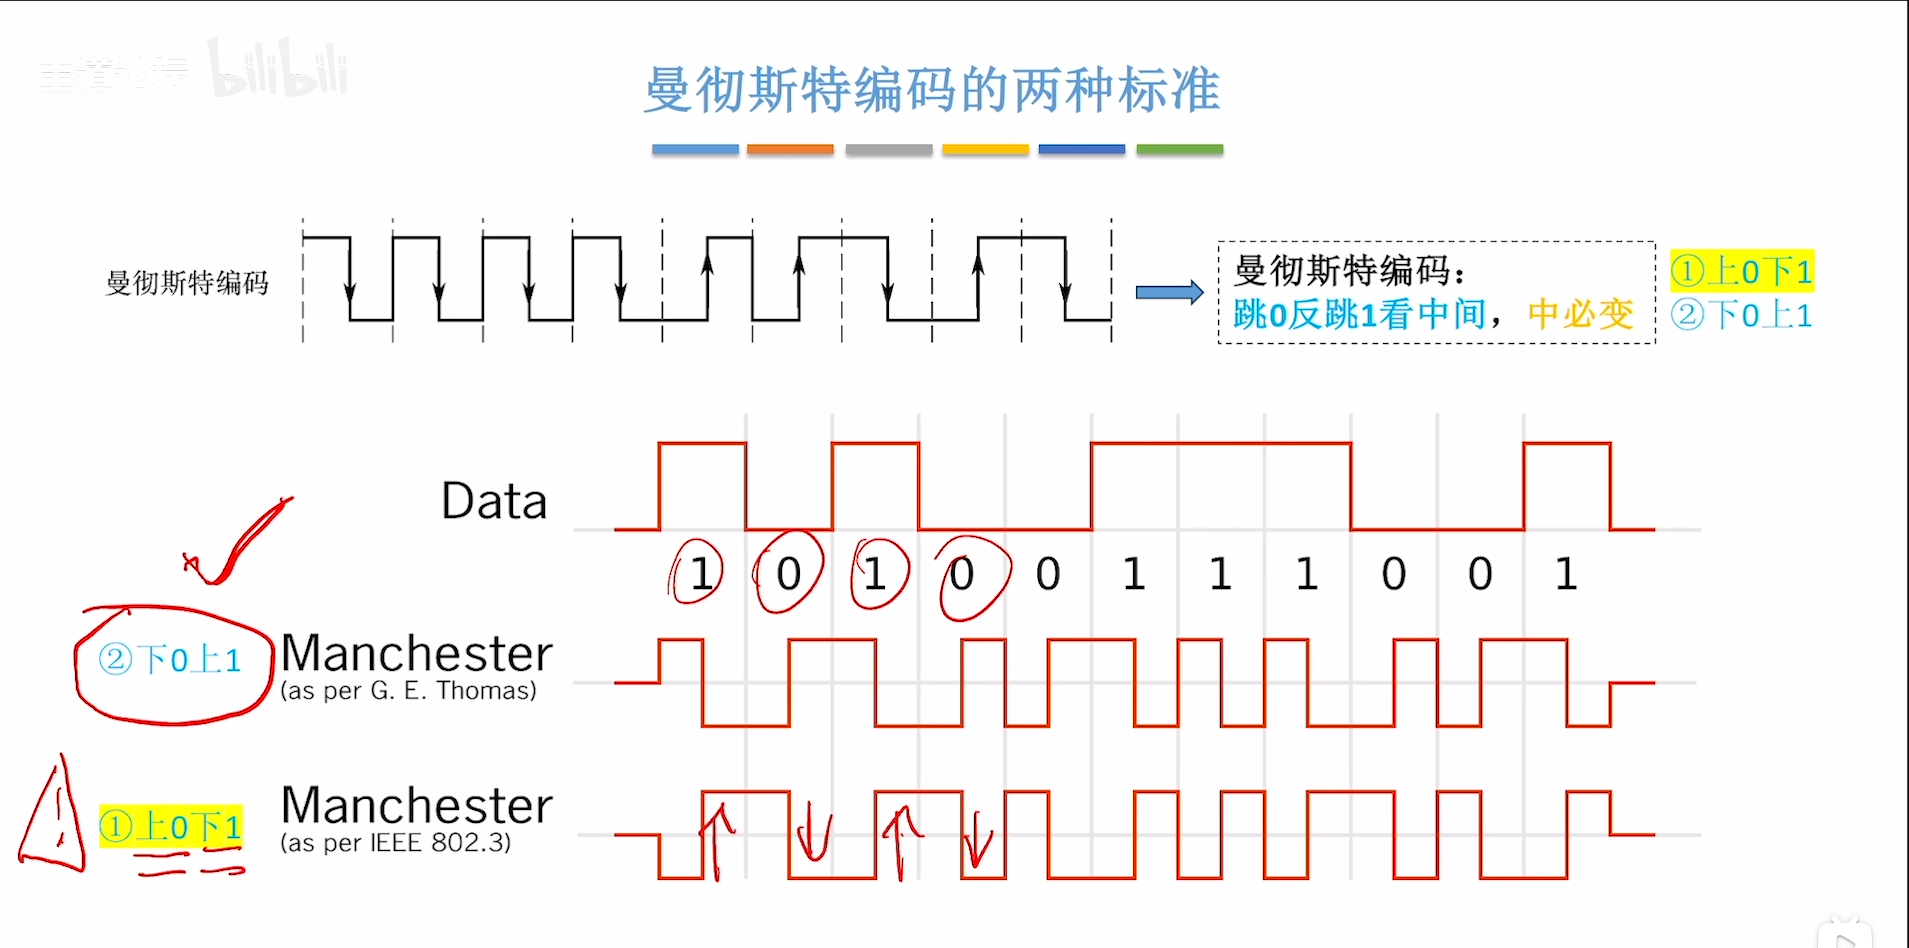 王道论坛 bilibili
曼彻斯特编码的两种标准
曼彻斯特编码
曼彻斯特编码：
跳0反跳1看中间，中必变
①上0下1
②下0上1
Data
1 0 1 0 0 1 1 1 0 0 1
②下0上1
Manchester
(as per G. E. Thomas)
①上0下1
Manchester
(as per IEEE 802.3)